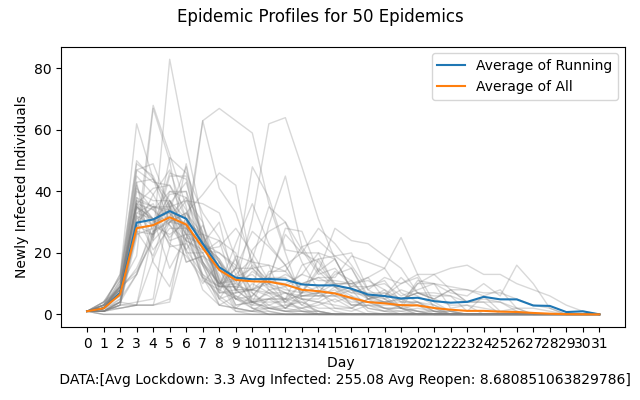 Epidemic Profiles for 50 Epidemics
Average of Running
Average of All
Newly Infected Individuals
80
60
40
20
0
0 1 2 3 4 5 6 7 8 9 10 11 12 13 14 15 16 17 18 19 20 21 22 23 24 25 26 27 28 29 30 31
Day
DATA:[Avg Lockdown: 3.3 Avg Infected: 255.08 Avg Reopen: 8.680851063829786]